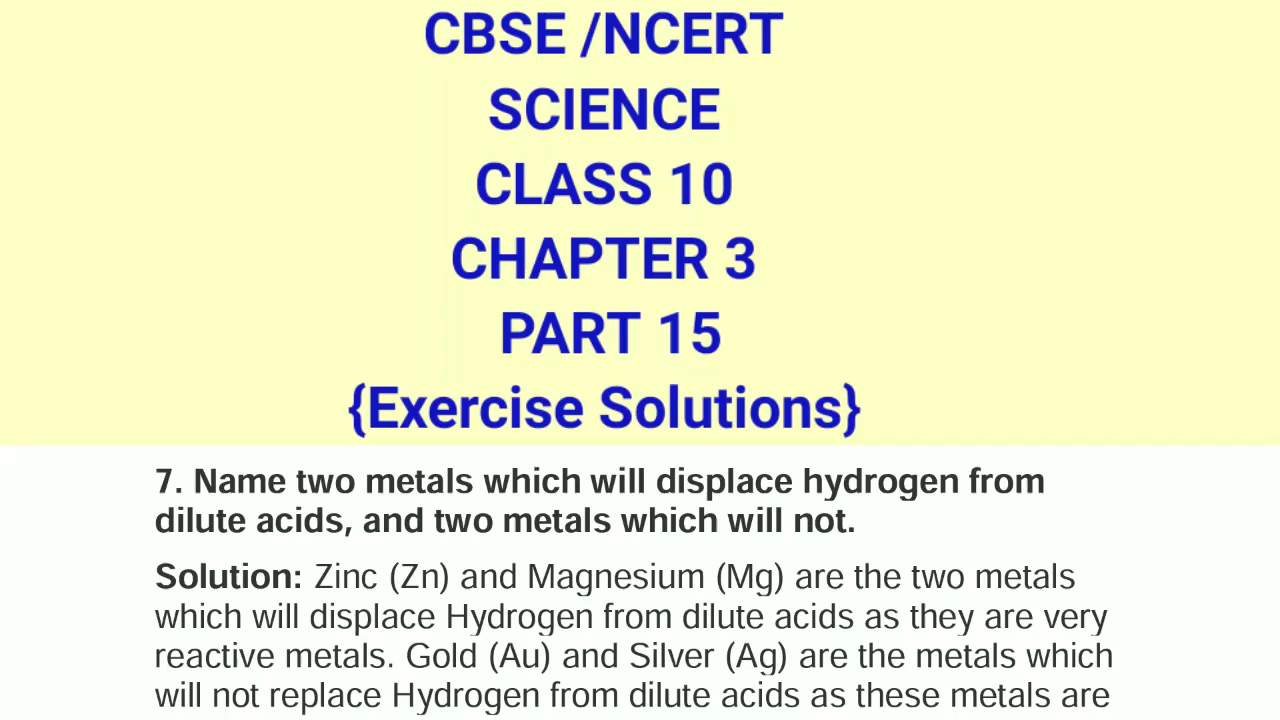 CBSE /NCERT
SCIENCE
CLASS 10
CHAPTER 3
PART 15
{Exercise Solutions}
7. Name two metals which will displace hydrogen from
dilute acids, and two metals which will not.
Solution: Zinc (Zn) and Magnesium (Mg) are the two metals
which will displace Hydrogen from dilute acids as they are very
reactive metals. Gold (Au) and Silver (Ag) are the metals which
will not replace Hydrogen from dilute acids as these metals are